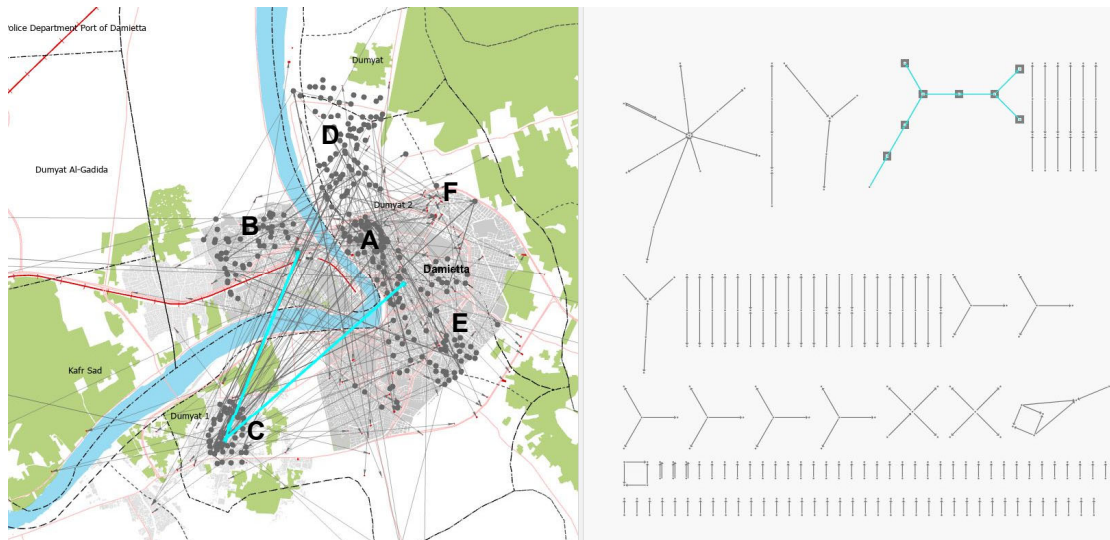 olice Department Port of Damietta
Dumyat
D
Dumyat Al-Gadida
F
Dumyat 2
B
A
Damietta
E
Kafr Sad
Dumyat 1
C